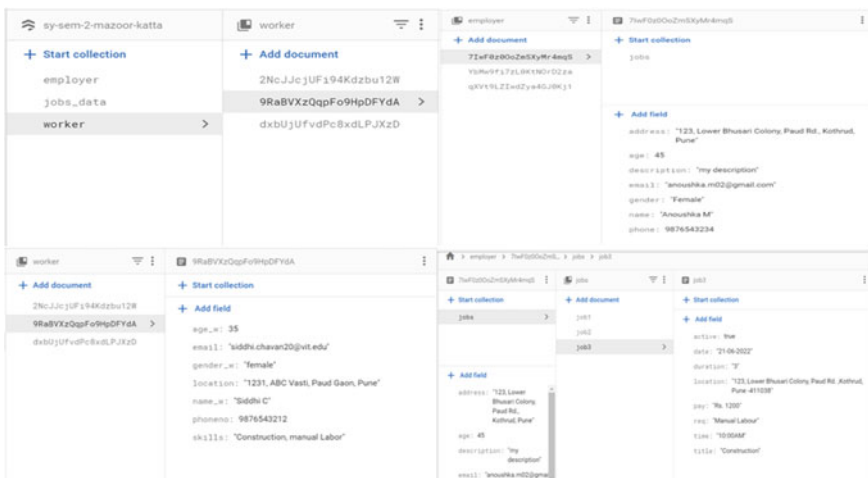 sy-sem-2-mazoor-katta
+ Start collection
employer
jobs_data
worker
worker
+ Add document
2NcJJcjUFi94Kdzbu12W
9RaBVXzQqpFo9HpDFYdA
dxbUjUfvdPc8xdLPJXzD
employer
+ Add document
7IwF0z0OoZmSXyMr4mqS
7IwF0z0OoZmSXyMr4mqS
+ Start collection
jobs
+ Add field
address: "123, Lower Bhusari Colony, Paud Rd., Kothrud,
Pune"
age: 45
description: "my description"
email: "anoushka.m02@gmail.com"
gender: "Female"
name: "Anoushka M"
phone: 9876543234
worker
+ Add document
2NcJJcjUFi94Kdzbu12W
9RaBVXzQqpFo9HpDFYdA
dxbUjUfvdPc8xdLPJXzD
9RaBVXzQqpFo9HpDFYdA
+ Start collection
+ Add field
age_w: 35
email: "siddhi.chavan20@vit.edu"
gender_w: "female"
location: "1231, ABC Vasti, Paud Gaon, Pune"
name_w: "Siddhi C"
phoneno: 9876543212
skills: "Construction, manual Labor"
> employer > 7IwF0z0OoZmS... > jobs > job3
7IwF0z0OoZmSXyMr4mqS
+ Start collection
jobs
+ Add field
address: "123, Lower
Bhusari Colony,
Paud Rd.,
Kothrud, Pune"
age: 45
description: "my
description"
email: "anoushka.m02@gmai
jobs
+ Add document
job1
job2
job3
job3
+ Start collection
+ Add field
active: true
date: "21-06-2022"
duration: "3"
location: "123, Lower Bhusari Colony, Paud Rd. ,Kothrud,
Pune -411038"
pay: "Rs. 1200"
req: "Manual Labour"
time: "10:00AM"
title: "Construction"